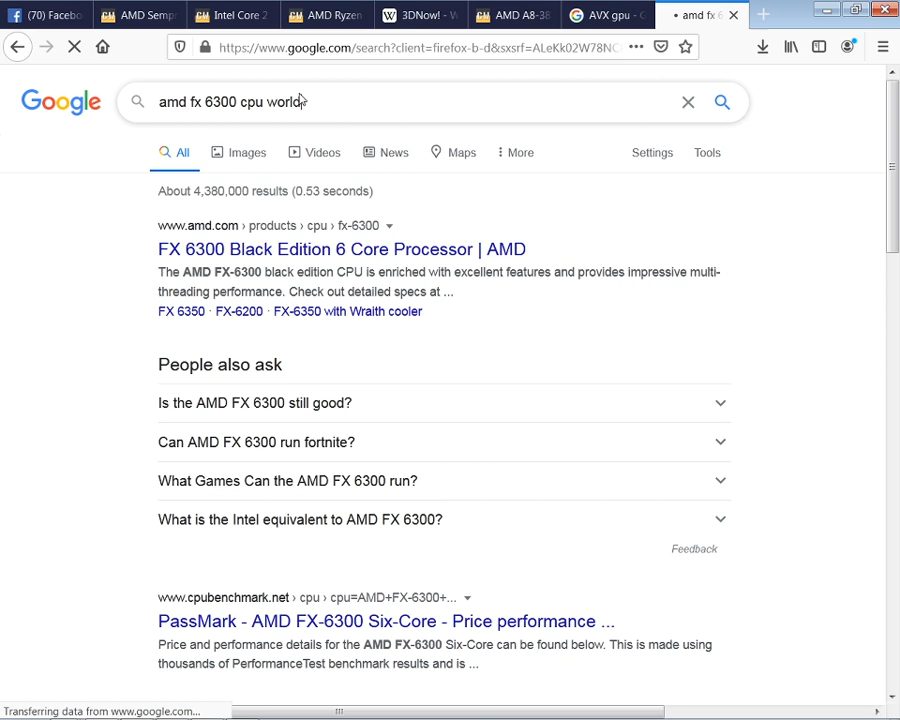 (70) Facebo
AMD Semp
Intel Core 2
AMD Ryzen
3DNow! - W
AMD A8-38
AVX gpu - G
amd fx 6
https://www.google.com/search?client=firefox-b-d&sxsrf=ALeKk02W78NC
Google
amd fx 6300 cpu world
All
Images
Videos
News
Maps
More
Settings
Tools
About 4,380,000 results (0.53 seconds)
www.amd.com › products › cpu › fx-6300
FX 6300 Black Edition 6 Core Processor | AMD
The AMD FX-6300 black edition CPU is enriched with excellent features and provides impressive multi-
threading performance. Check out detailed specs at ...
FX 6350 · FX-6200 · FX-6350 with Wraith cooler
People also ask
Is the AMD FX 6300 still good?
Can AMD FX 6300 run fortnite?
What Games Can the AMD FX 6300 run?
What is the Intel equivalent to AMD FX 6300?
Feedback
www.cpubenchmark.net › cpu › cpu=AMD+FX-6300+...
PassMark - AMD FX-6300 Six-Core - Price performance ...
Price and performance details for the AMD FX-6300 Six-Core can be found below. This is made using
thousands of PerformanceTest benchmark results and is ...
Transferring data from www.google.com...